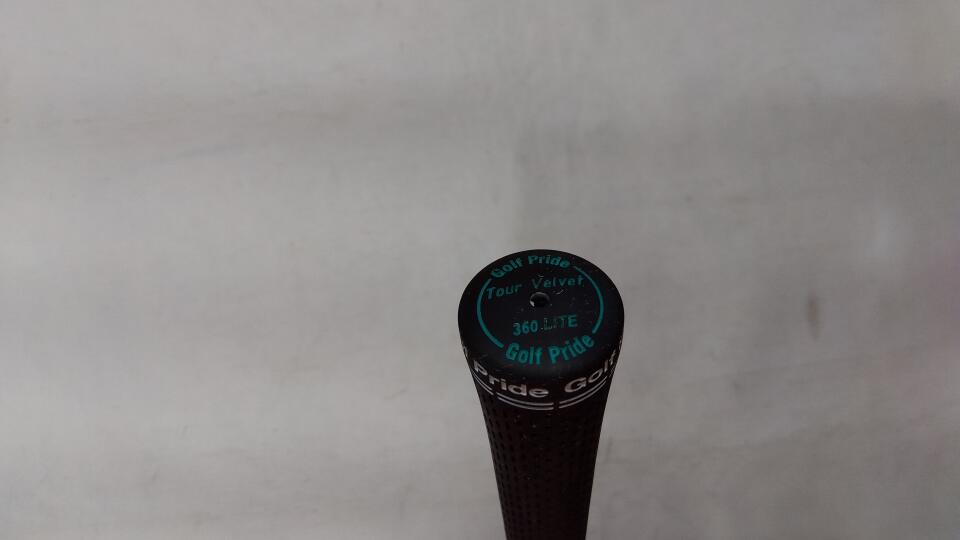 Golf Pride
Tour Velvet
360 LITE
Golf Pride
Pride Golf